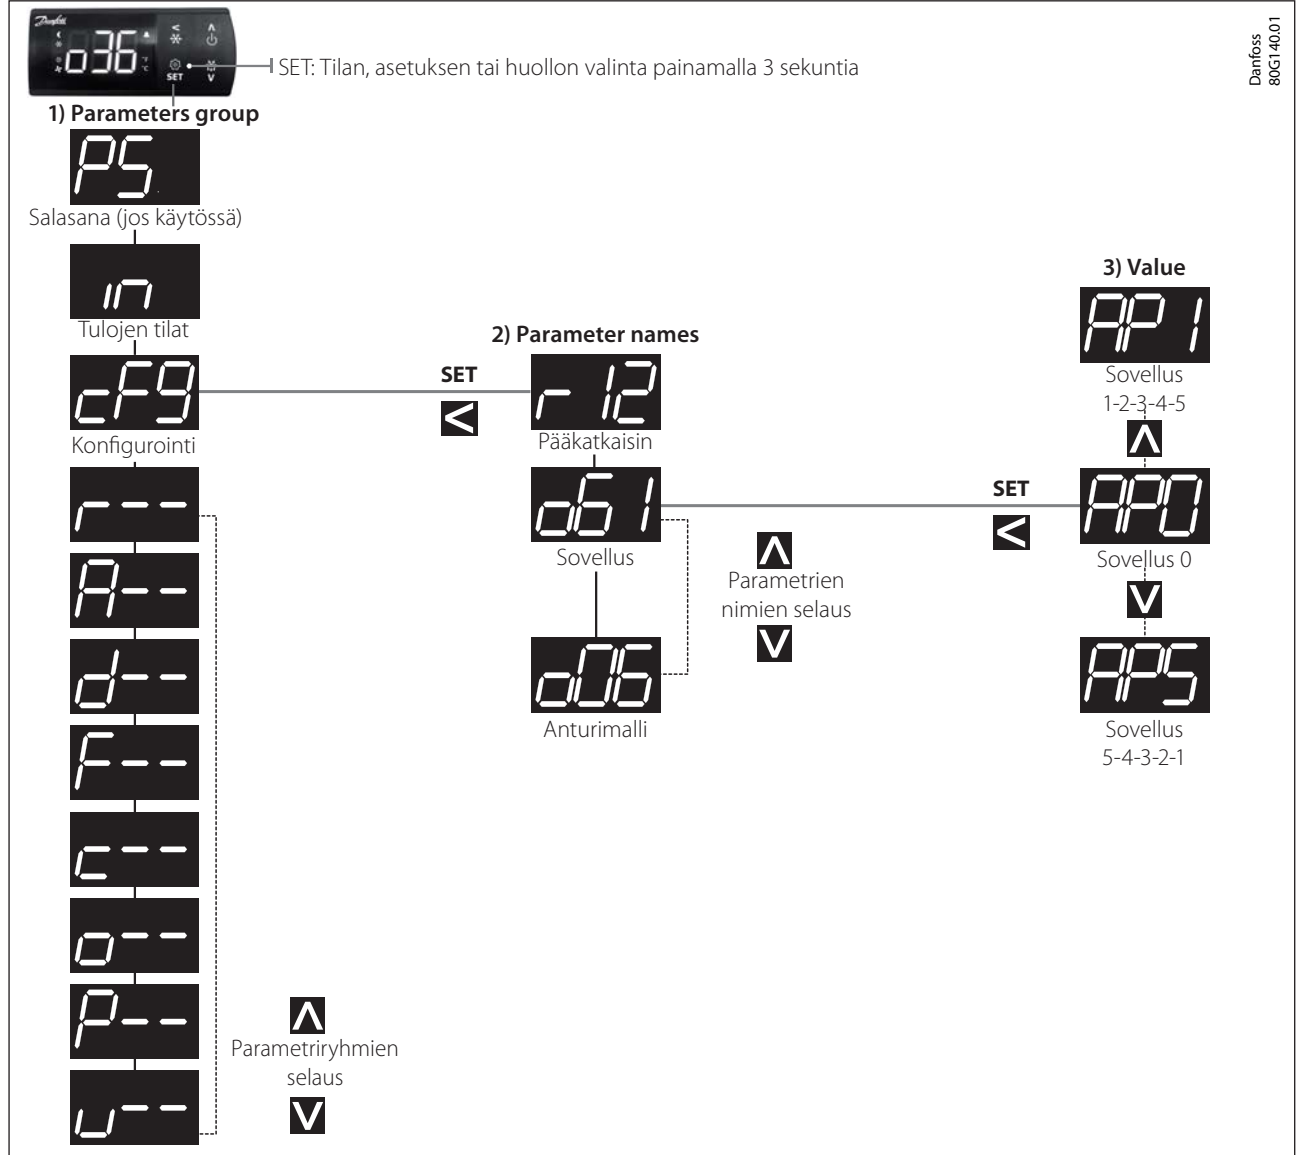 Danfoss
o36
SET
SET: Tilan, asetuksen tai huollon valinta painamalla 3 sekuntia
Danfoss
80G140.01
1) Parameters group
PS
Salasana (jos käytössä)
in
Tulojen tilat
cFg
Konfigurointi
r--
A--
d--
F--
c--
o--
P--
u--
Parametriryhmien
selaus
SET
2) Parameter names
r12
Pääkatkaisin
o61
Sovellus
o06
Anturimalli
Parametrien
nimien selaus
SET
3) Value
AP1
Sovellus
1-2-3-4-5
AP0
Sovellus 0
AP5
Sovellus
5-4-3-2-1